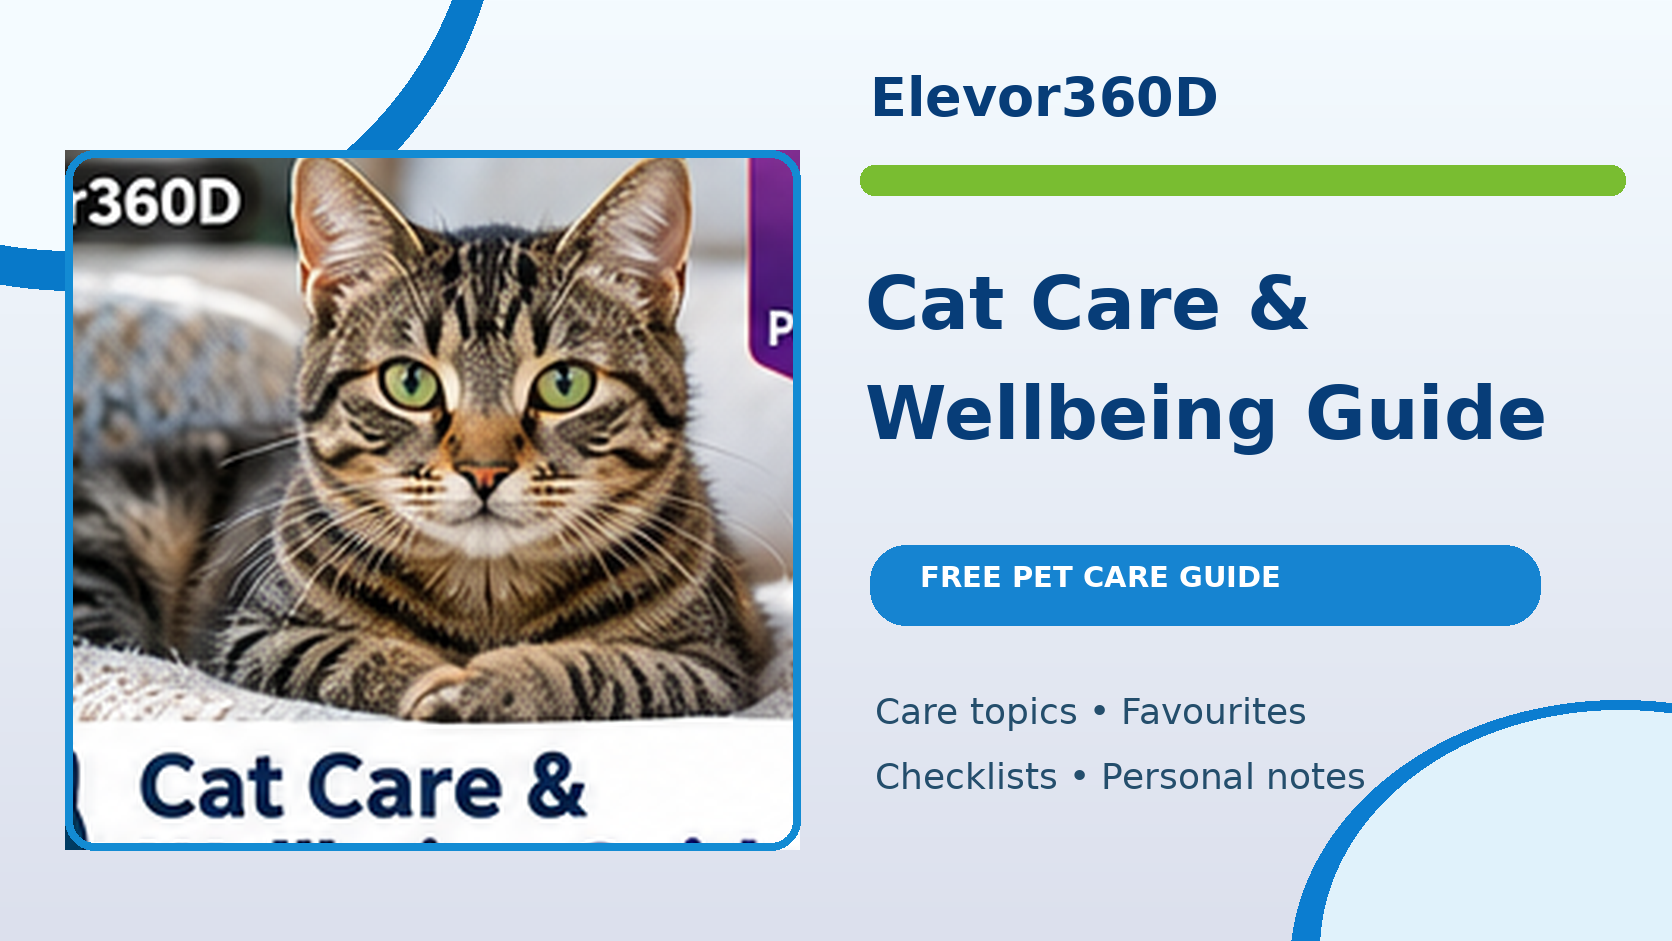 Elevor360D
r360D
P
Cat Care &
Wellbeing Guide
FREE PET CARE GUIDE
Care topics • Favourites
Checklists • Personal notes
Cat Care &